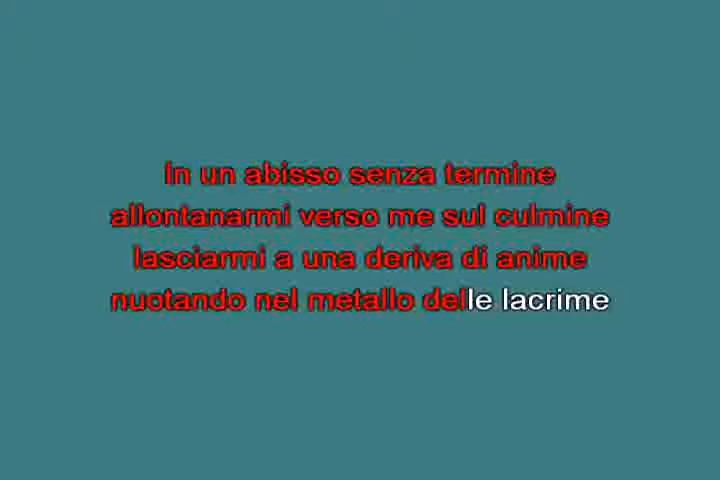 In un abisso senza termine
allontanarmi verso me sul culmine
lasciarmi a una deriva di anime
nuotando nel metallo delle lacrime